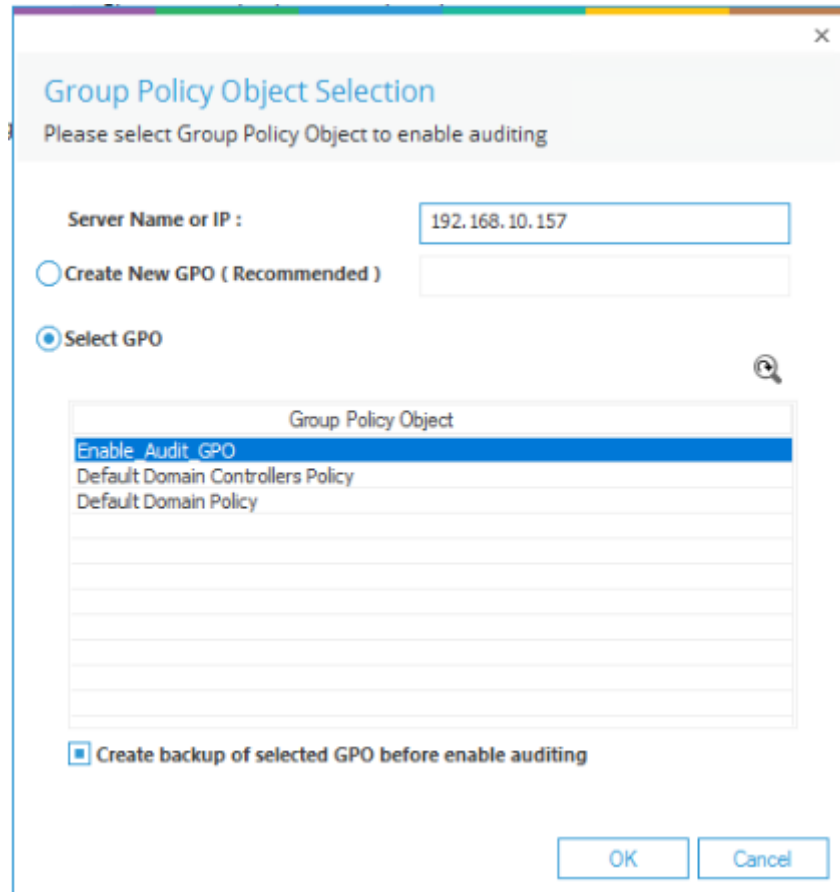 Group Policy Object Selection
Please select Group Policy Object to enable auditing
Server Name or IP :
192.168.10.157
Create New GPO ( Recommended )
Select GPO
Group Policy Object
Enable_Audit_GPO
Default Domain Controllers Policy
Default Domain Policy
Create backup of selected GPO before enable auditing
OK
Cancel